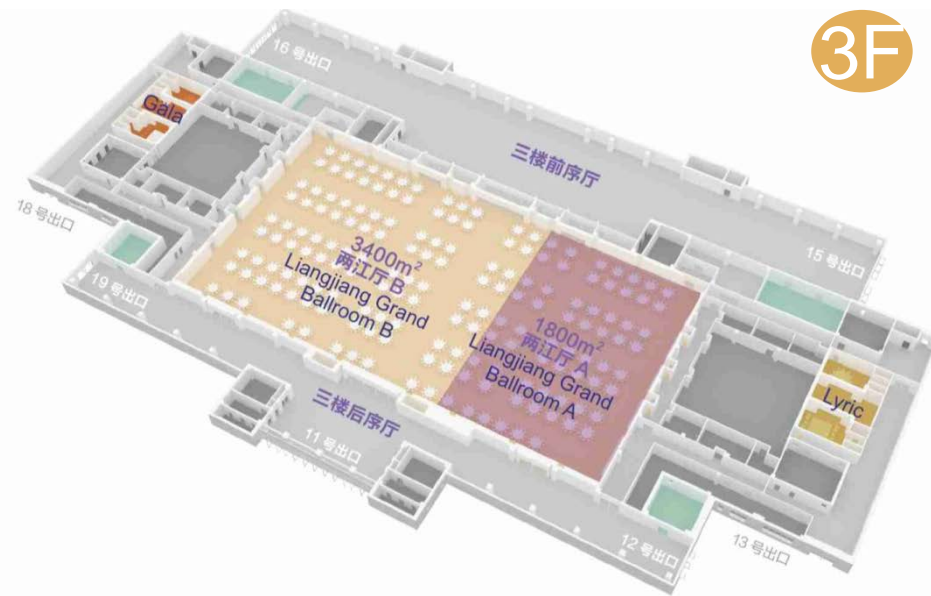 3F
16 号出口
Gala
三楼前序厅
18 号出口
15 号出口
3400m²
两江厅 B
Liangjiang Grand
Ballroom B
19 号出口
1800m²
两江厅 A
Liangjiang Grand
Ballroom A
Lyric
三楼后序厅
11 号出口
12 号出口
13 号出口